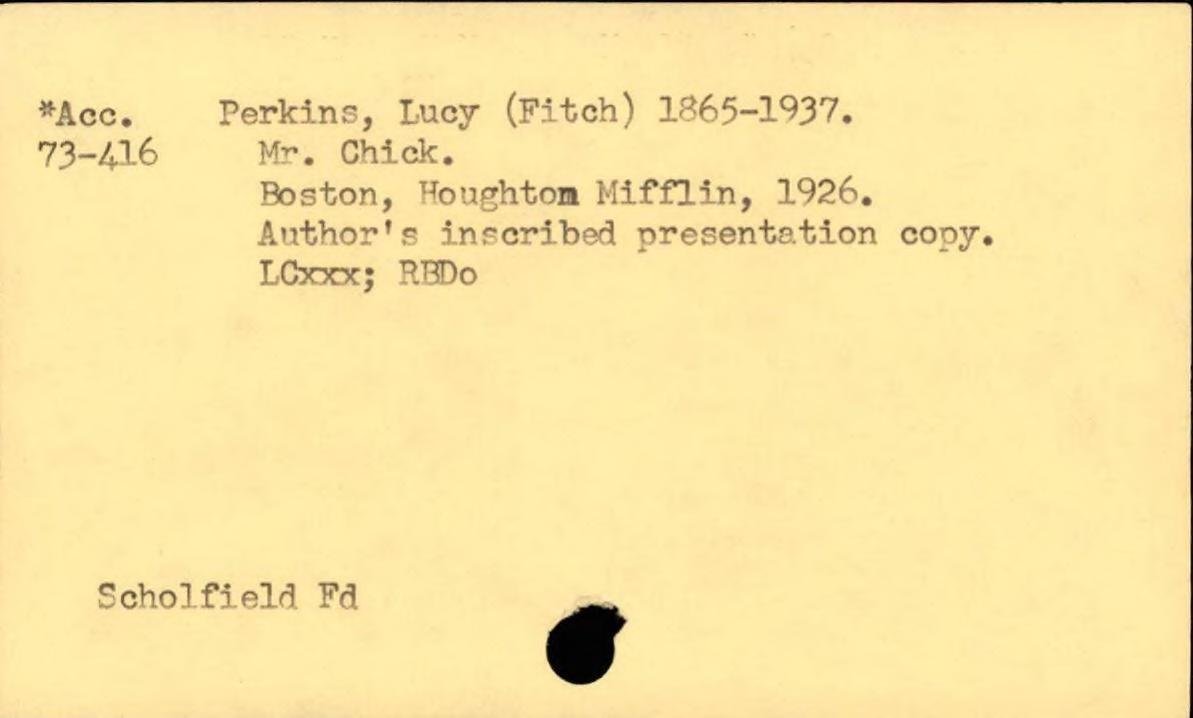 *Acc. Perkins, Lucy (Fitch) 1865-1937.
73-416 Mr. Chick.
Boston, Houghton Mifflin, 1926.
Author's inscribed presentation copy.
LCxxx; RBDo
Scholfield Fd